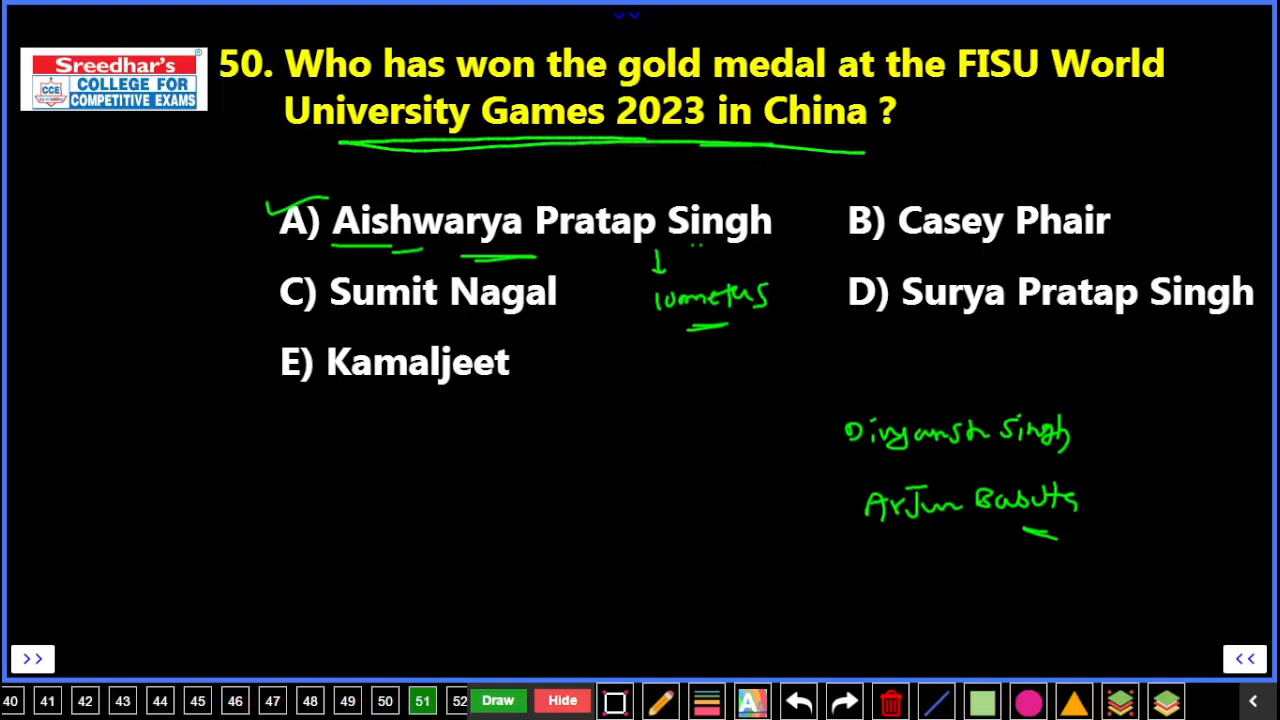 Sreedhar's
CCE
COLLEGE FOR
COMPETITIVE EXAMS
50. Who has won the gold medal at the FISU World
University Games 2023 in China ?
A) Aishwarya Pratap Singh
B) Casey Phair
C) Sumit Nagal
10meters
D) Surya Pratap Singh
E) Kamaljeet
Divyansh Singh
Arjun Babuta
>> <<
40 41 42 43 44 45 46 47 48 49 50 51 52 Draw Hide A <